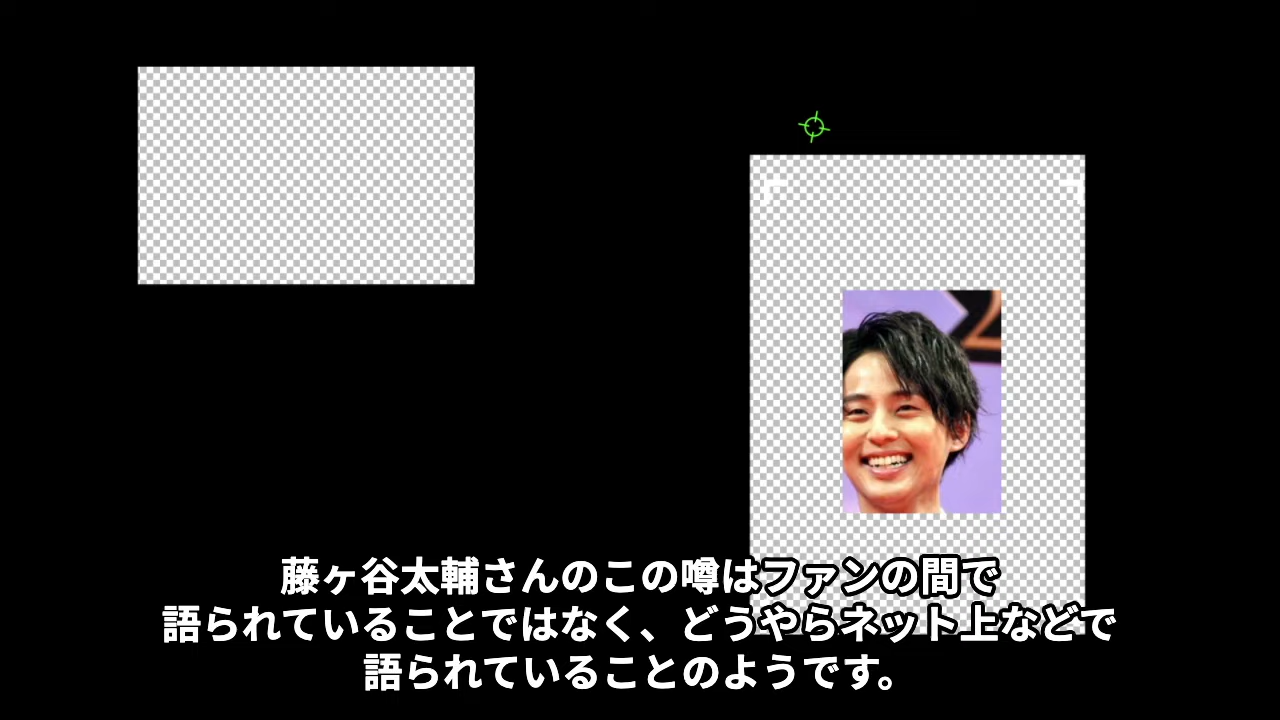 藤ヶ谷太輔さんのこの噂はファンの間で
語られていることではなく、どうやらネット上などで
語られていることのようです。